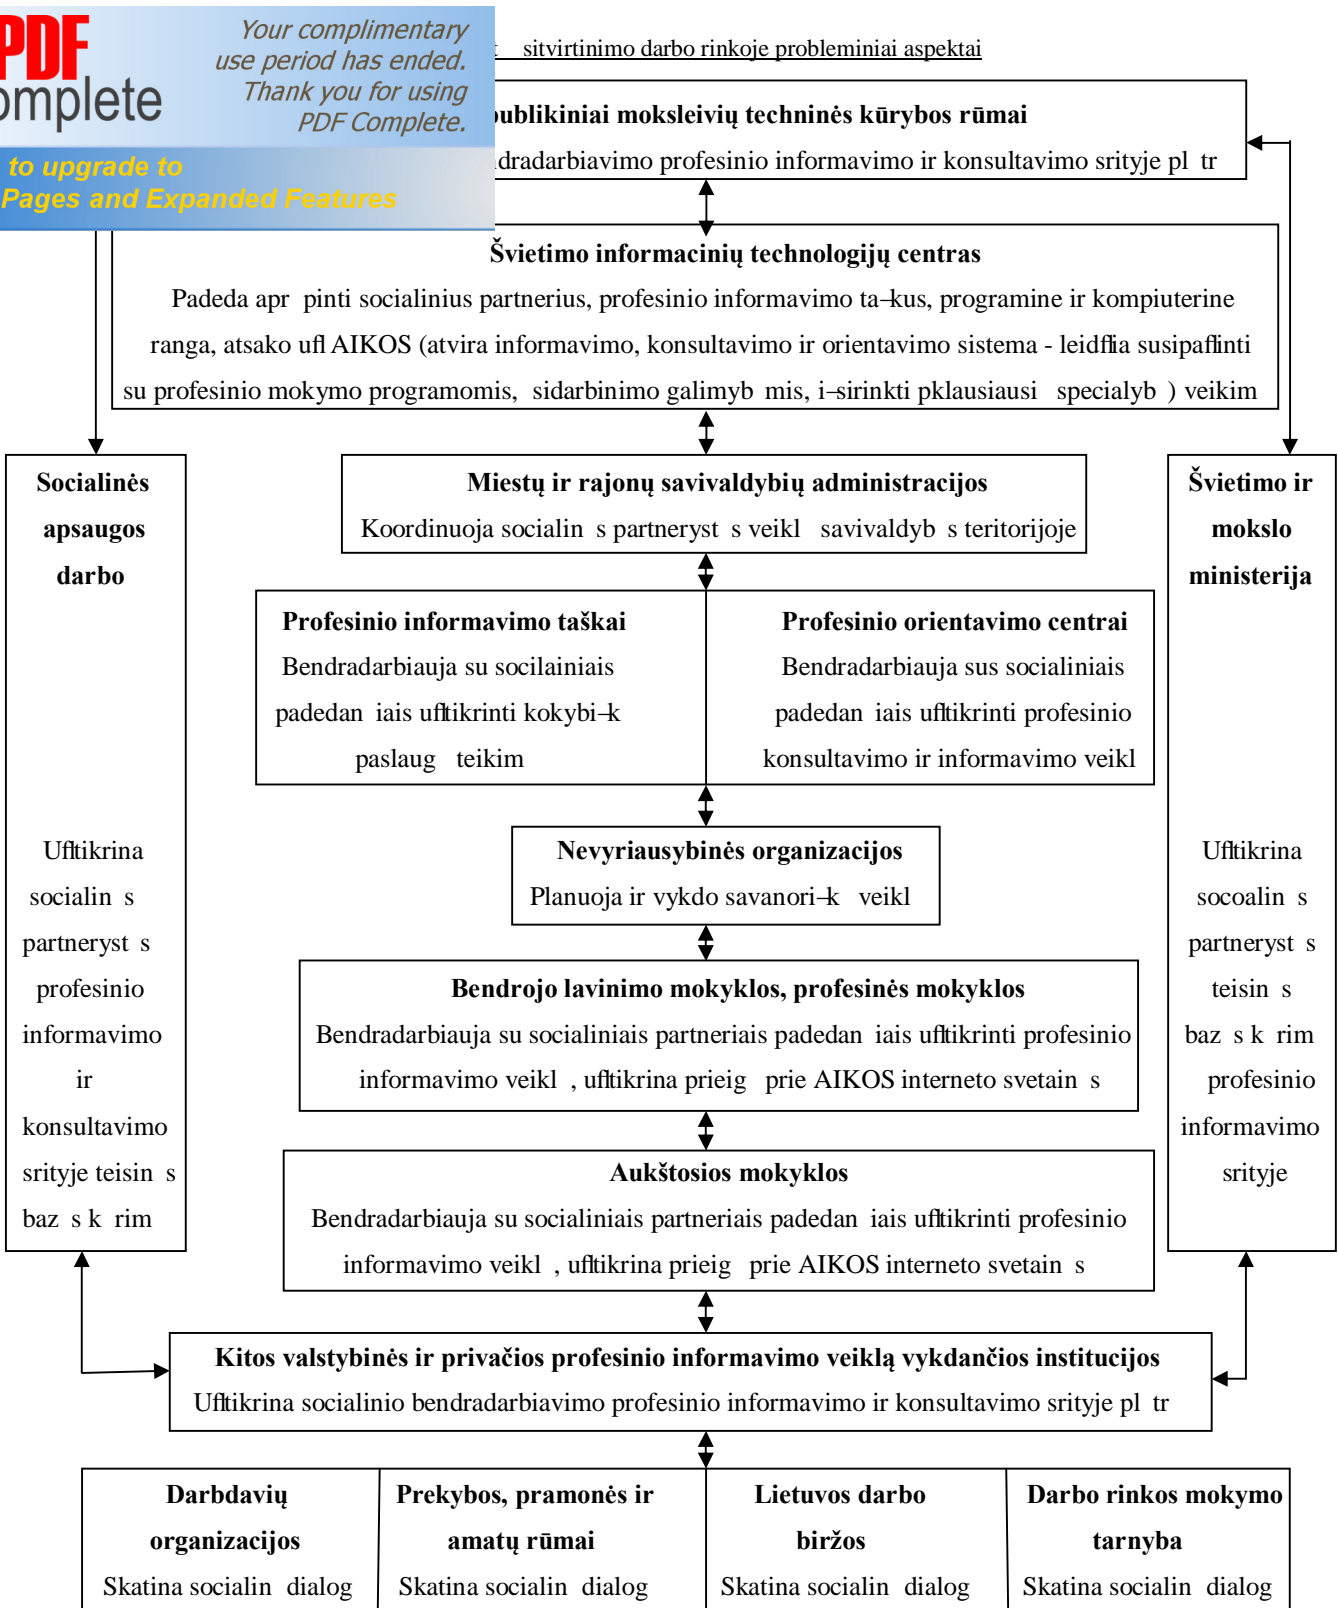 PDF
omplete
Your complimentary
use period has ended.
Thank you for using
PDF Complete.
to upgrade to
Pages and Expanded Features
sitvirtinimo darbo rinkoje probleminiai aspektai
publikiniai moksleivių techninės kūrybos rūmai
ndradarbiavimo profesinio informavimo ir konsultavimo srityje pl tr
Švietimo informacinių technologijų centras
Padeda apr pinti socialinius partnerius, profesinio informavimo ta–kus, programine ir kompiuterine
ranga, atsako ufl AIKOS (atvira informavimo, konsultavimo ir orientavimo sistema - leidflia susipaflinti
su profesinio mokymo programomis, sidarbinimo galimyb mis, i–sirinkti pklausiausi specialyb ) veikim
Socialinės
apsaugos
darbo
Ufltikrina
socialin s
partneryst s
profesinio
informavimo
ir
konsultavimo
srityje teisin s
baz s k rim
Miestų ir rajonų savivaldybių administracijos
Koordinuoja socialin s partneryst s veikl savivaldyb s teritorijoje
Profesinio informavimo taškai
Bendradarbiauja su socilainiais
padedan iais ufltikrinti kokybi–k
paslaug teikim
Profesinio orientavimo centrai
Bendradarbiauja sus socialiniais
padedan iais ufltikrinti profesinio
konsultavimo ir informavimo veikl
Nevyriausybinės organizacijos
Planuoja ir vykdo savanori–k veikl
Bendrojo lavinimo mokyklos, profesinės mokyklos
Bendradarbiauja su socialiniais partneriais padedan iais ufltikrinti profesinio
informavimo veikl , ufltikrina prieig prie AIKOS interneto svetain s
Aukštosios mokyklos
Bendradarbiauja su socialiniais partneriais padedan iais ufltikrinti profesinio
informavimo veikl , ufltikrina prieig prie AIKOS interneto svetain s
Švietimo ir
mokslo
ministerija
Ufltikrina
socoalin s
partneryst s
teisin s
baz s k rim
profesinio
informavimo
srityje
Kitos valstybinės ir privačios profesinio informavimo veiklą vykdančios institucijos
Ufltikrina socialinio bendradarbiavimo profesinio informavimo ir konsultavimo srityje pl tr
Darbdavių
organizacijos
Skatina socialin dialog
Prekybos, pramonės ir
amatų rūmai
Skatina socialin dialog
Lietuvos darbo
biržos
Skatina socialin dialog
Darbo rinkos mokymo
tarnyba
Skatina socialin dialog